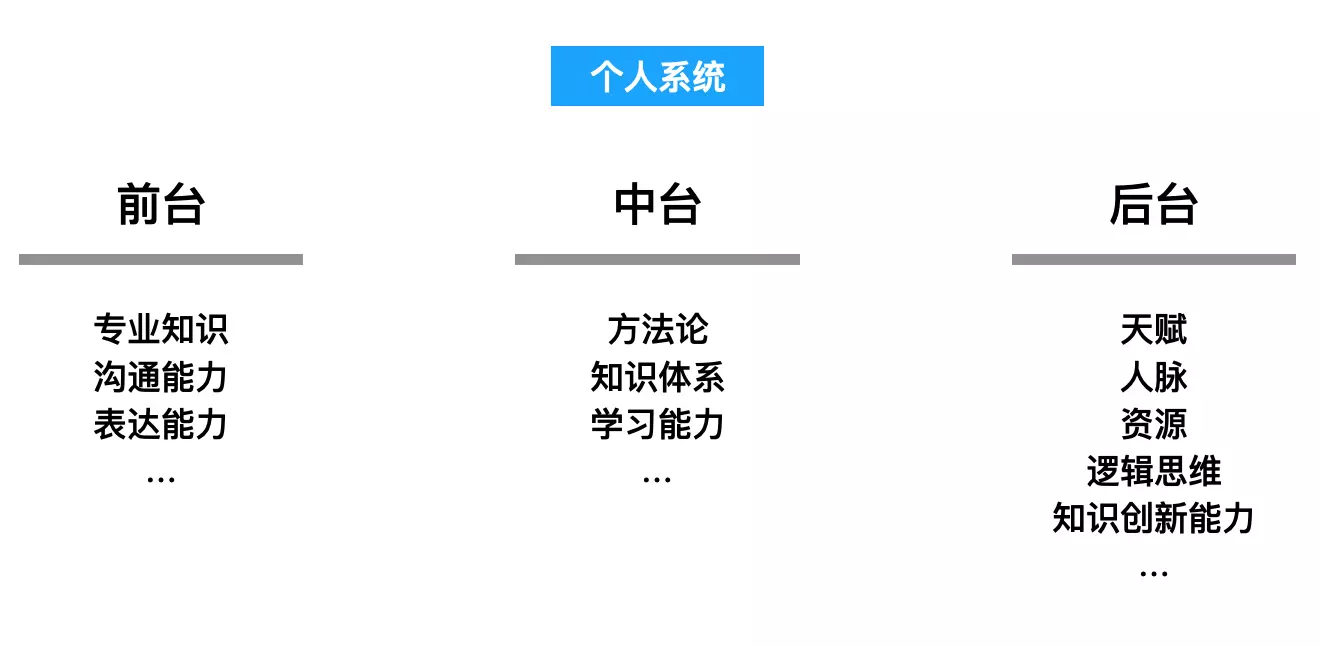 个人系统
前台
专业知识
沟通能力
表达能力
...
中台
方法论
知识体系
学习能力
...
后台
天赋
人脉
资源
逻辑思维
知识创新能力
...